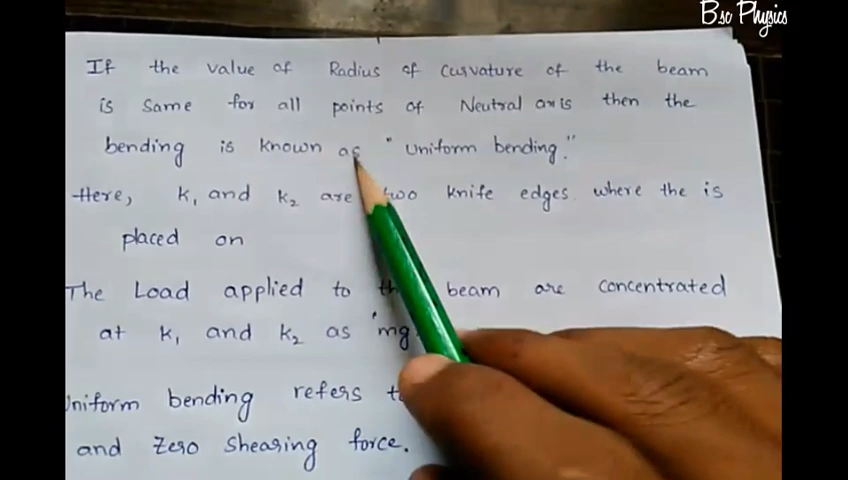 Bsc Physics
If the value of Radius of curvature of the beam
is same for all points of Neutral axis then the
bending is known as "uniform bending."
Here, K₁ and K₂ are two knife edges where the is
placed on
The Load applied to the beam are concentrated
at K₁ and K₂ as 'mg
Uniform bending refers
and zero shearing force.